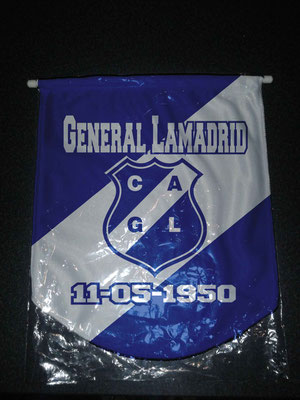 GENERAL LAMADRID
C A
G L
11-05-1950